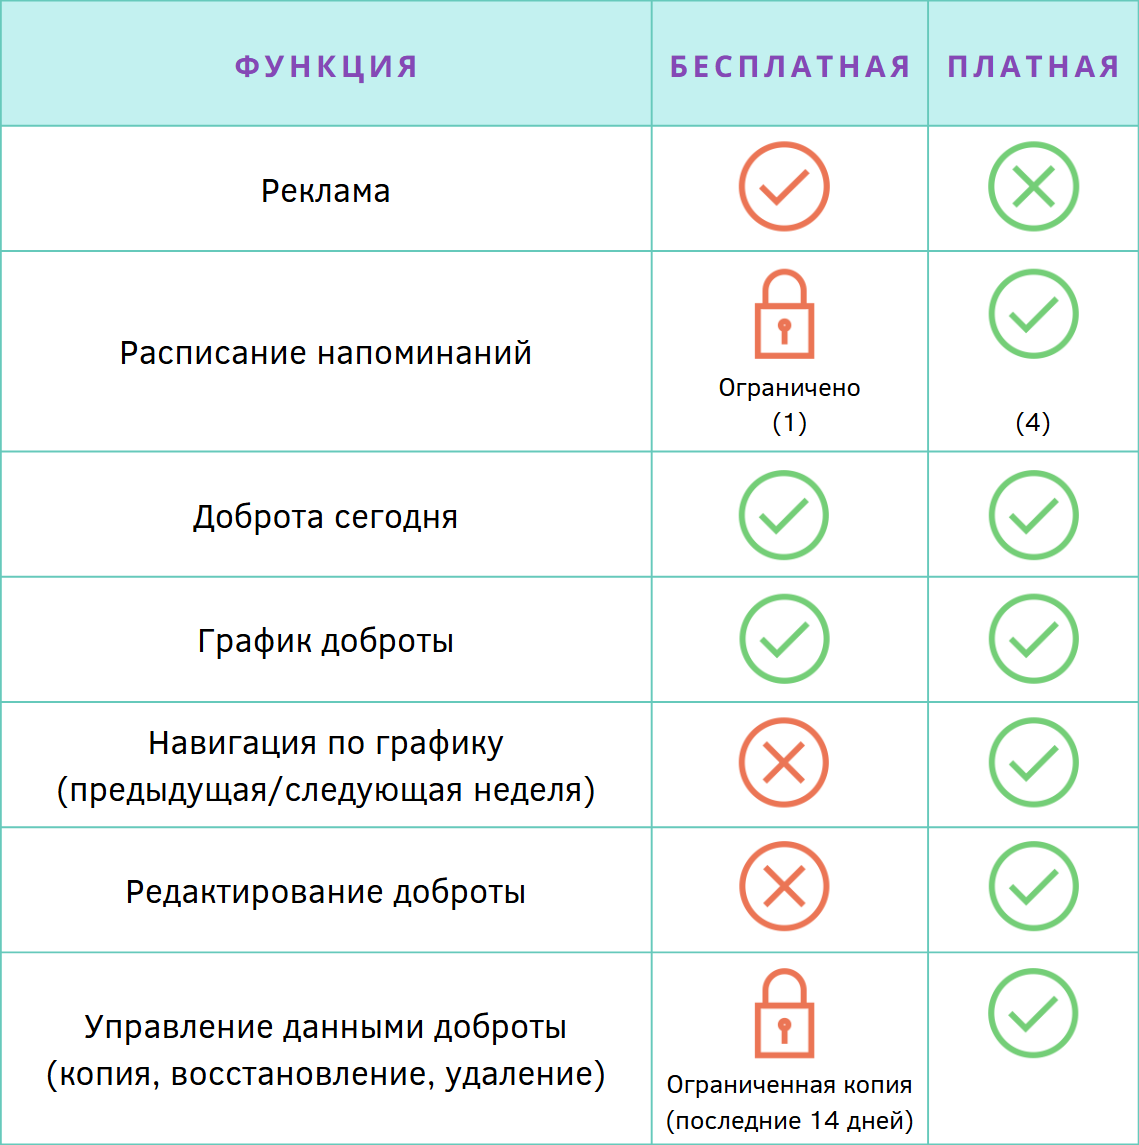 ФУНКЦИЯ БЕСПЛАТНАЯ ПЛАТНАЯ
Реклама
Расписание напоминаний
Ограничено
(1)
(4)
Доброта сегодня
График доброты
Навигация по графику
(предыдущая/следующая неделя)
Редактирование доброты
Управление данными доброты
(копия, восстановление, удаление)
Ограниченная копия
(последние 14 дней)